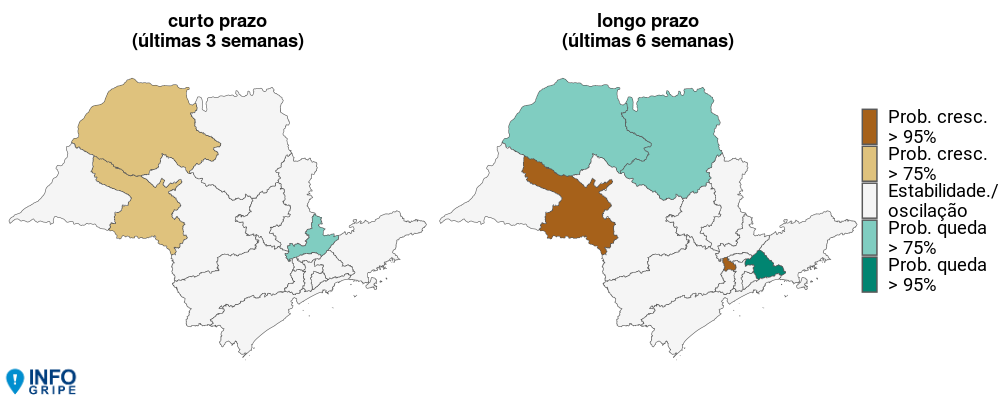 curto prazo
(últimas 3 semanas)
longo prazo
(últimas 6 semanas)
Prob. cresc.
> 95%
Prob. cresc.
> 75%
Estabilidade./
oscilação
Prob. queda
> 75%
Prob. queda
> 95%
INFO
GRIPE